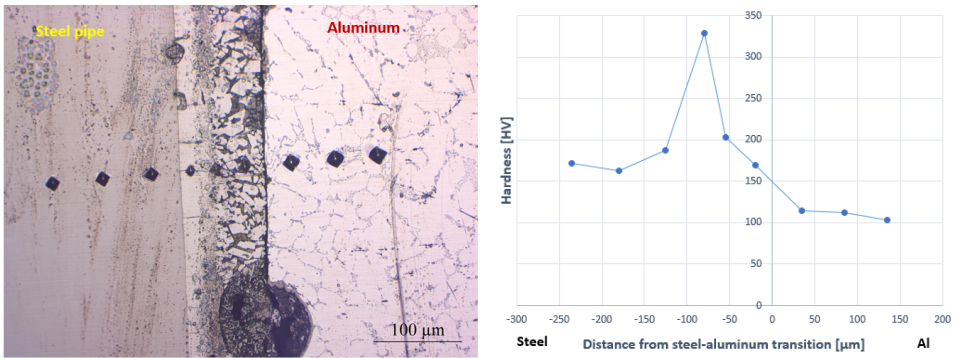 Steel pipe
Aluminum
100 µm
Hardness [HV]
350
300
250
200
150
100
50
0
-300 -250 -200 -150 -100 -50 0 50 100 150 200
Steel Distance from steel-aluminum transition [µm] Al